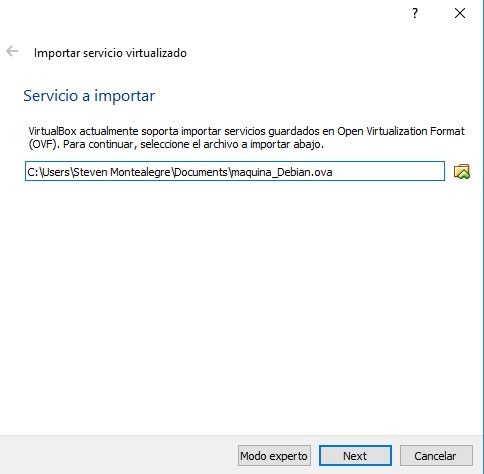 ?
Importar servicio virtualizado
Servicio a importar
VirtualBox actualmente soporta importar servicios guardados en Open Virtualization Format
(OVF). Para continuar, seleccione el archivo a importar abajo.
C:\Users\Steven Montealegre\Documents\maquina_Debian.ova
Modo experto Next Cancelar